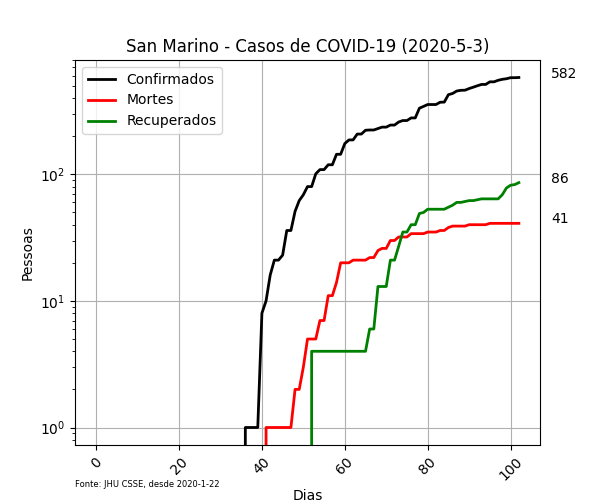 San Marino - Casos de COVID-19 (2020-5-3)
Confirmados
Mortes
Recuperados
582
86
41
10²
10¹
10⁰
Pessoas
0 20 40 60 80 100
Fonte: JHU CSSE, desde 2020-1-22
Dias